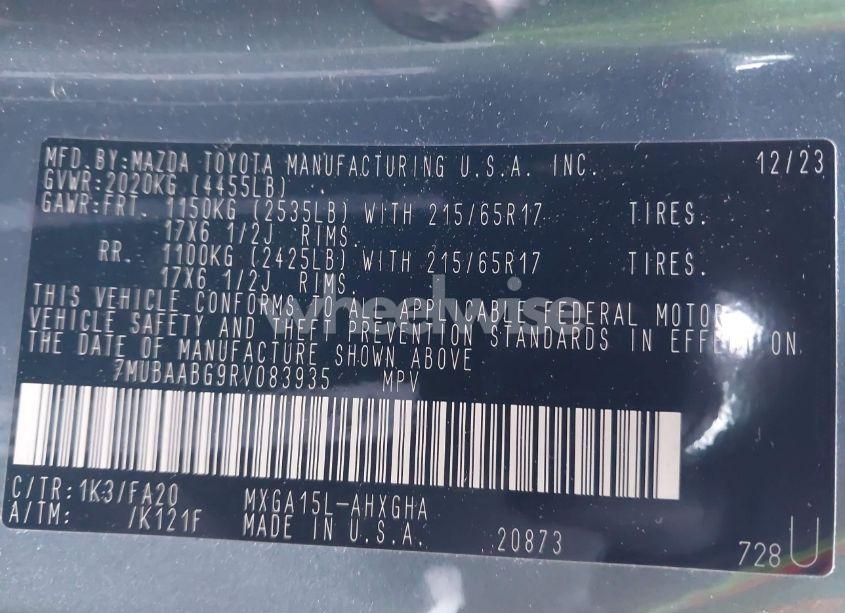 MFD. BY: MAZDA TOYOTA MANUFACTURING U.S.A. INC. 12/23
GVWR: 2020KG (4455LB)
GAWR: FRT. 1150KG (2535LB) WITH 215/65R17 TIRES.
17X6 1/2J RIMS.
RR 1100KG (2425LB) WITH 215/65R17 TIRES.
17X6 1/2J RIMS.
THIS VEHICLE CONFORMS TO ALL APPLICABLE FEDERAL MOTOR
VEHICLE SAFETY AND THEFT PREVENTION STANDARDS IN EFFECT ON
THE DATE OF MANUFACTURE SHOWN ABOVE
7MUBAABG9RV083935 MPV
C/TR: 1K3/FA20 MXGA15L-AHXGHA
A/TM: /K121F MADE IN U.S.A. 20873 728 U
wheelwise